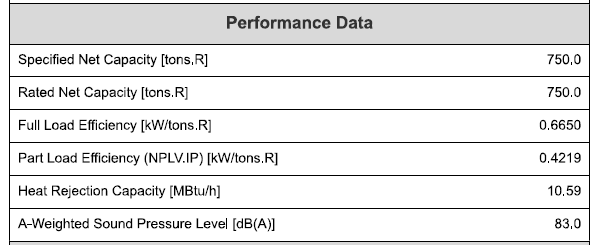 Performance Data
Specified Net Capacity [tons.R] 750.0
Rated Net Capacity [tons.R] 750.0
Full Load Efficiency [kW/tons.R] 0.6650
Part Load Efficiency (NPLV.IP) [kW/tons.R] 0.4219
Heat Rejection Capacity [MBtu/h] 10.59
A-Weighted Sound Pressure Level [dB(A)] 83.0